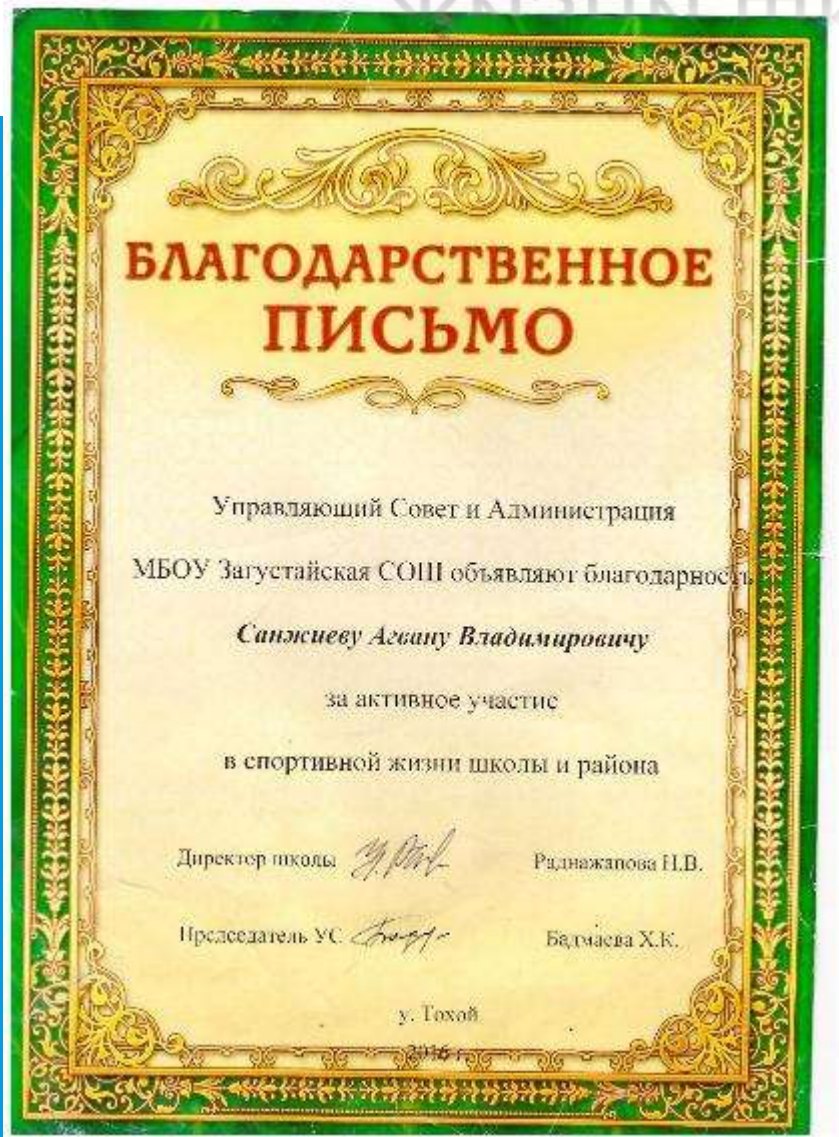 БЛАГОДАРСТВЕННОЕ
ПИСЬМО
Управляющий Совет и Администрация
МБОУ Загустайская СОШ объявляют благодарность
Санжиеву Агвану Владимировичу
за активное участие
в спортивной жизни школы и района
Директор школы Раднажапова Н.В.
Председатель УС Бадмаева Х.К.
у. Тохой
2016 г.